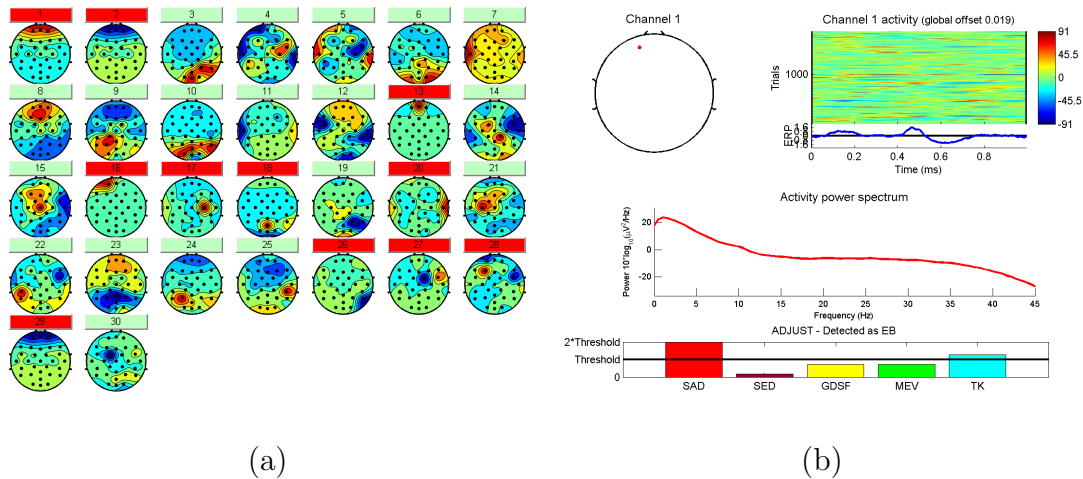 1 2 3 4 5 6 7
8 9 10 11 12 13 14
15 16 17 18 19 20 21
22 23 24 25 26 27 28
29 30
(a)
Channel 1
Channel 1 activity (global offset 0.019)
Trials
1000
91
45.5
0
-45.5
-91
ERP
1.6
0 0.2 0.4 0.6 0.8
Time (ms)
Activity power spectrum
Power 10*log10(μV²/Hz)
20
0
-20
0 5 10 15 20 25 30 35 40 45
Frequency (Hz)
ADJUST - Detected as EB
2*Threshold
Threshold
0
SAD SED GDSF MEV TK
(b)